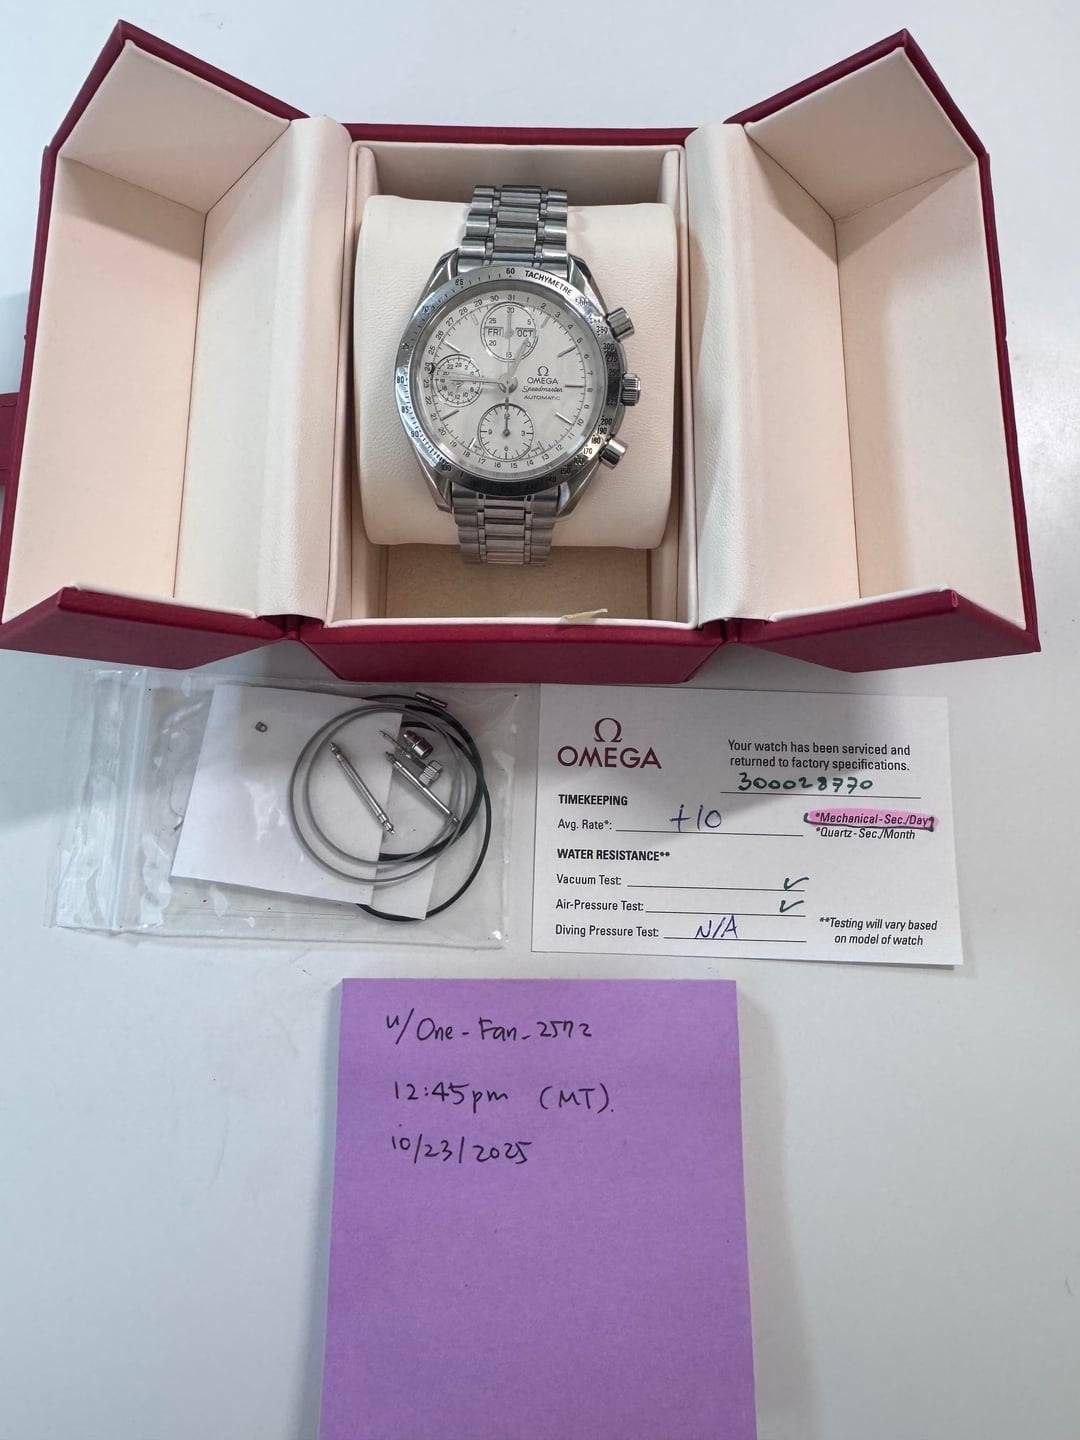 60
TACHYMETRE
65
FRI
OCT
Ω
OMEGA
Speedmaster
AUTOMATIC
OMEGA
Your watch has been serviced and
returned to factory specifications.
300028770
TIMEKEEPING
Avg. Rate*: +10
*Mechanical-Sec./Day
*Quartz-Sec./Month
WATER RESISTANCE**
Vacuum Test: ✓
Air-Pressure Test: ✓
Diving Pressure Test: N/A
**Testing will vary based
on model of watch
u/One-Fan-2572
12:45pm (MT).
10/23/2025